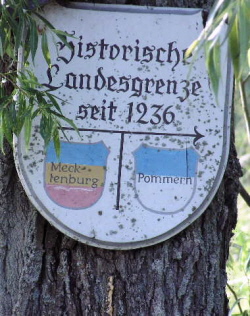 Historische
Landesgrenze
seit 1236
Meck-
lenburg
Pommern